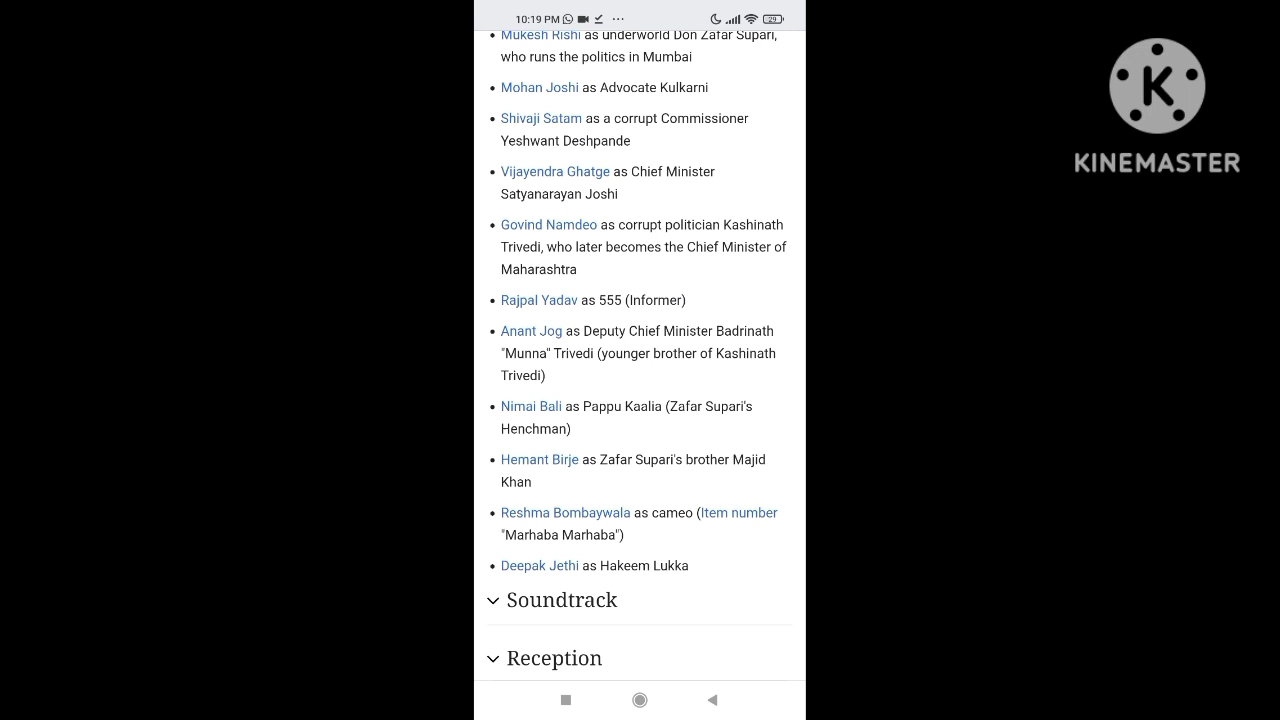 10:19 PM
29
Mukesh Rishi as underworld Don Zafar Supari,
who runs the politics in Mumbai
Mohan Joshi as Advocate Kulkarni
Shivaji Satam as a corrupt Commissioner
Yeshwant Deshpande
Vijayendra Ghatge as Chief Minister
Satyanarayan Joshi
Govind Namdeo as corrupt politician Kashinath
Trivedi, who later becomes the Chief Minister of
Maharashtra
Rajpal Yadav as 555 (Informer)
Anant Jog as Deputy Chief Minister Badrinath
"Munna" Trivedi (younger brother of Kashinath
Trivedi)
Nimai Bali as Pappu Kaalia (Zafar Supari's
Henchman)
Hemant Birje as Zafar Supari's brother Majid
Khan
Reshma Bombaywala as cameo (Item number
"Marhaba Marhaba")
Deepak Jethi as Hakeem Lukka
Soundtrack
Reception
K
KINEMASTER